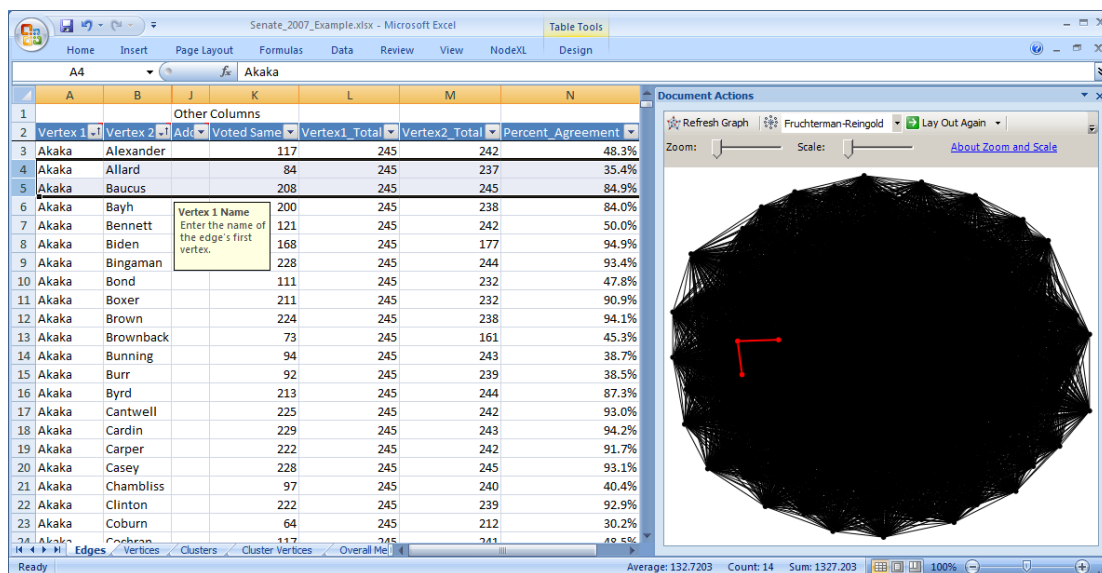 Senate_2007_Example.xlsx - Microsoft Excel Table Tools
Home Insert Page Layout Formulas Data Review View NodeXL Design
A4 fx Akaka
A B J K L M N
1 Other Columns
2 Vertex 1 Vertex 2 Add Voted Same Vertex1_Total Vertex2_Total Percent_Agreement
3 Akaka Alexander 117 245 242 48.3%
4 Akaka Allard 84 245 237 35.4%
5 Akaka Baucus 208 245 245 84.9%
6 Akaka Bayh 200 245 238 84.0%
7 Akaka Bennett 121 245 242 50.0%
8 Akaka Biden 168 245 177 94.9%
9 Akaka Bingaman 228 245 244 93.4%
10 Akaka Bond 111 245 232 47.8%
11 Akaka Boxer 211 245 232 90.9%
12 Akaka Brown 224 245 238 94.1%
13 Akaka Brownback 73 245 161 45.3%
14 Akaka Bunning 94 245 243 38.7%
15 Akaka Burr 92 245 239 38.5%
16 Akaka Byrd 213 245 244 87.3%
17 Akaka Cantwell 225 245 242 93.0%
18 Akaka Cardin 229 245 243 94.2%
19 Akaka Carper 222 245 242 91.7%
20 Akaka Casey 228 245 245 93.1%
21 Akaka Chambliss 97 245 240 40.4%
22 Akaka Clinton 222 245 239 92.9%
23 Akaka Coburn 64 245 212 30.2%
24 Akaka Cochran 117 245 241 48.5%
Vertex 1 Name
Enter the name of
the edge's first
vertex.
Edges Vertices Clusters Cluster Vertices Overall Me
Document Actions
Refresh Graph Fruchterman-Reingold Lay Out Again
Zoom: Scale: About Zoom and Scale
Ready Average: 132.7203 Count: 14 Sum: 1327.203 100%